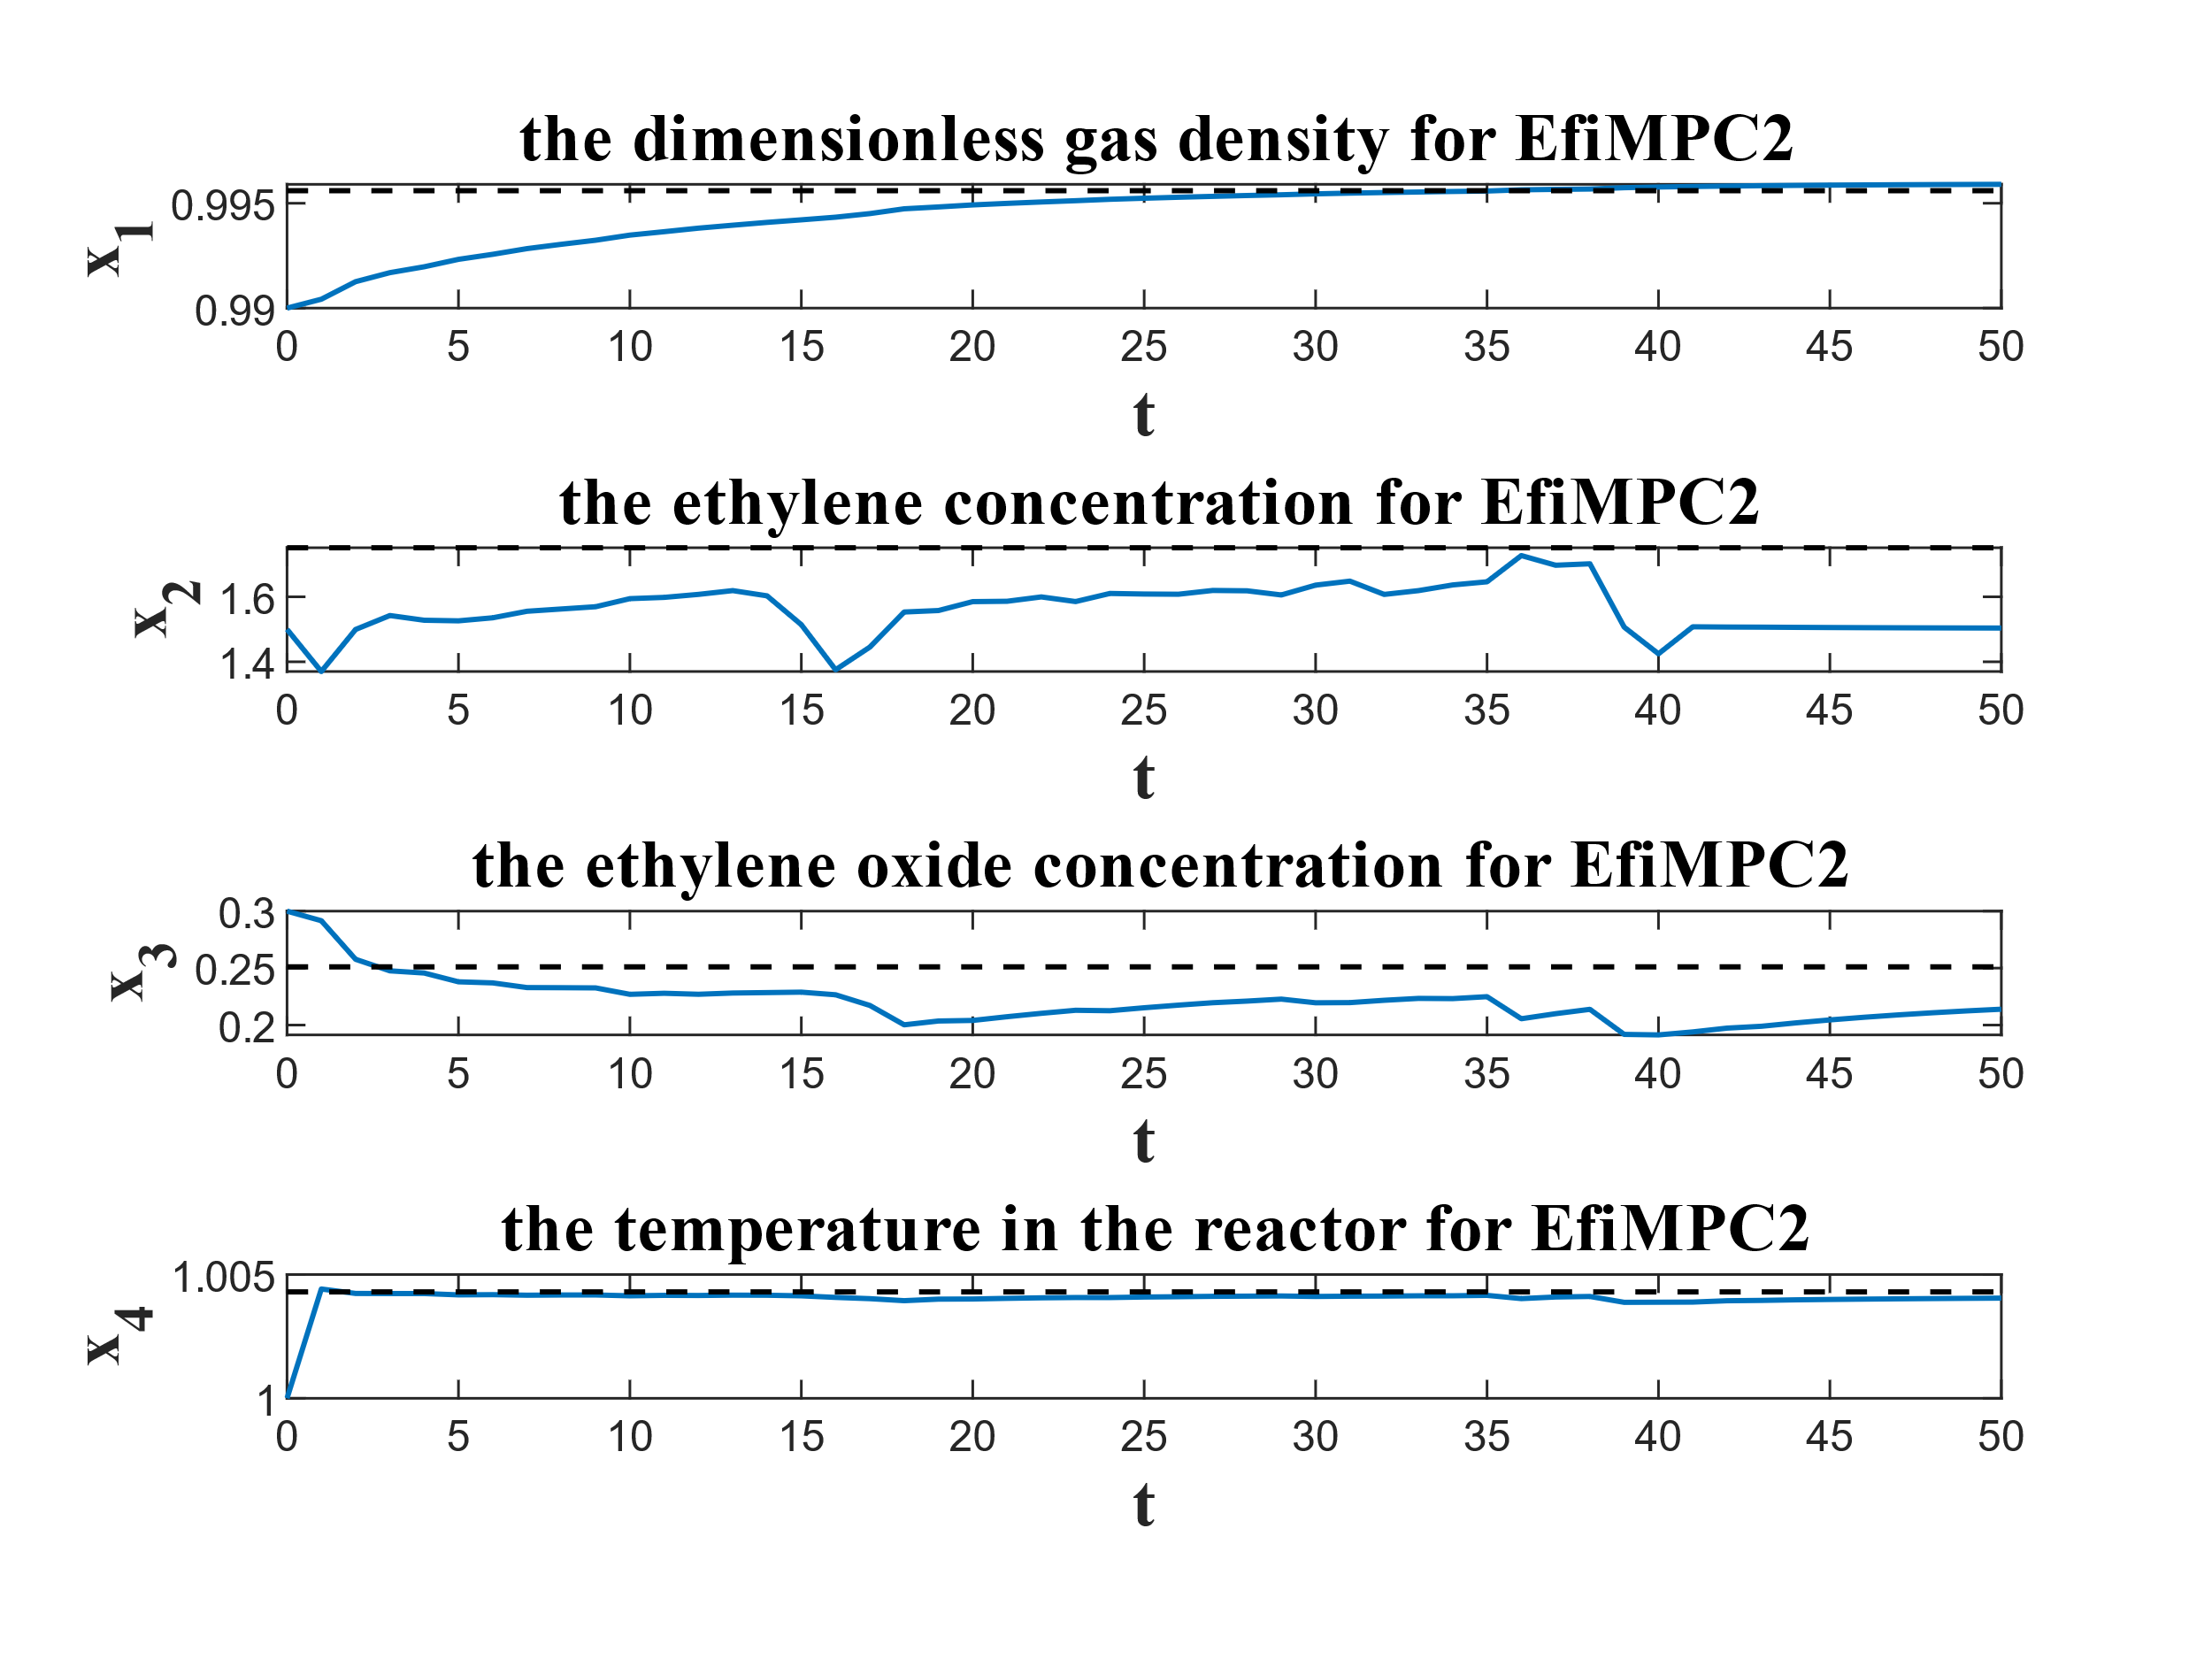 the dimensionless gas density for EfiMPC2
0.995
0.99
x1
0 5 10 15 20 25 30 35 40 45 50
t
the ethylene concentration for EfiMPC2
1.6
1.4
x2
0 5 10 15 20 25 30 35 40 45 50
t
the ethylene oxide concentration for EfiMPC2
0.3
0.25
0.2
x3
0 5 10 15 20 25 30 35 40 45 50
t
the temperature in the reactor for EfiMPC2
1.005
1
x4
0 5 10 15 20 25 30 35 40 45 50
t